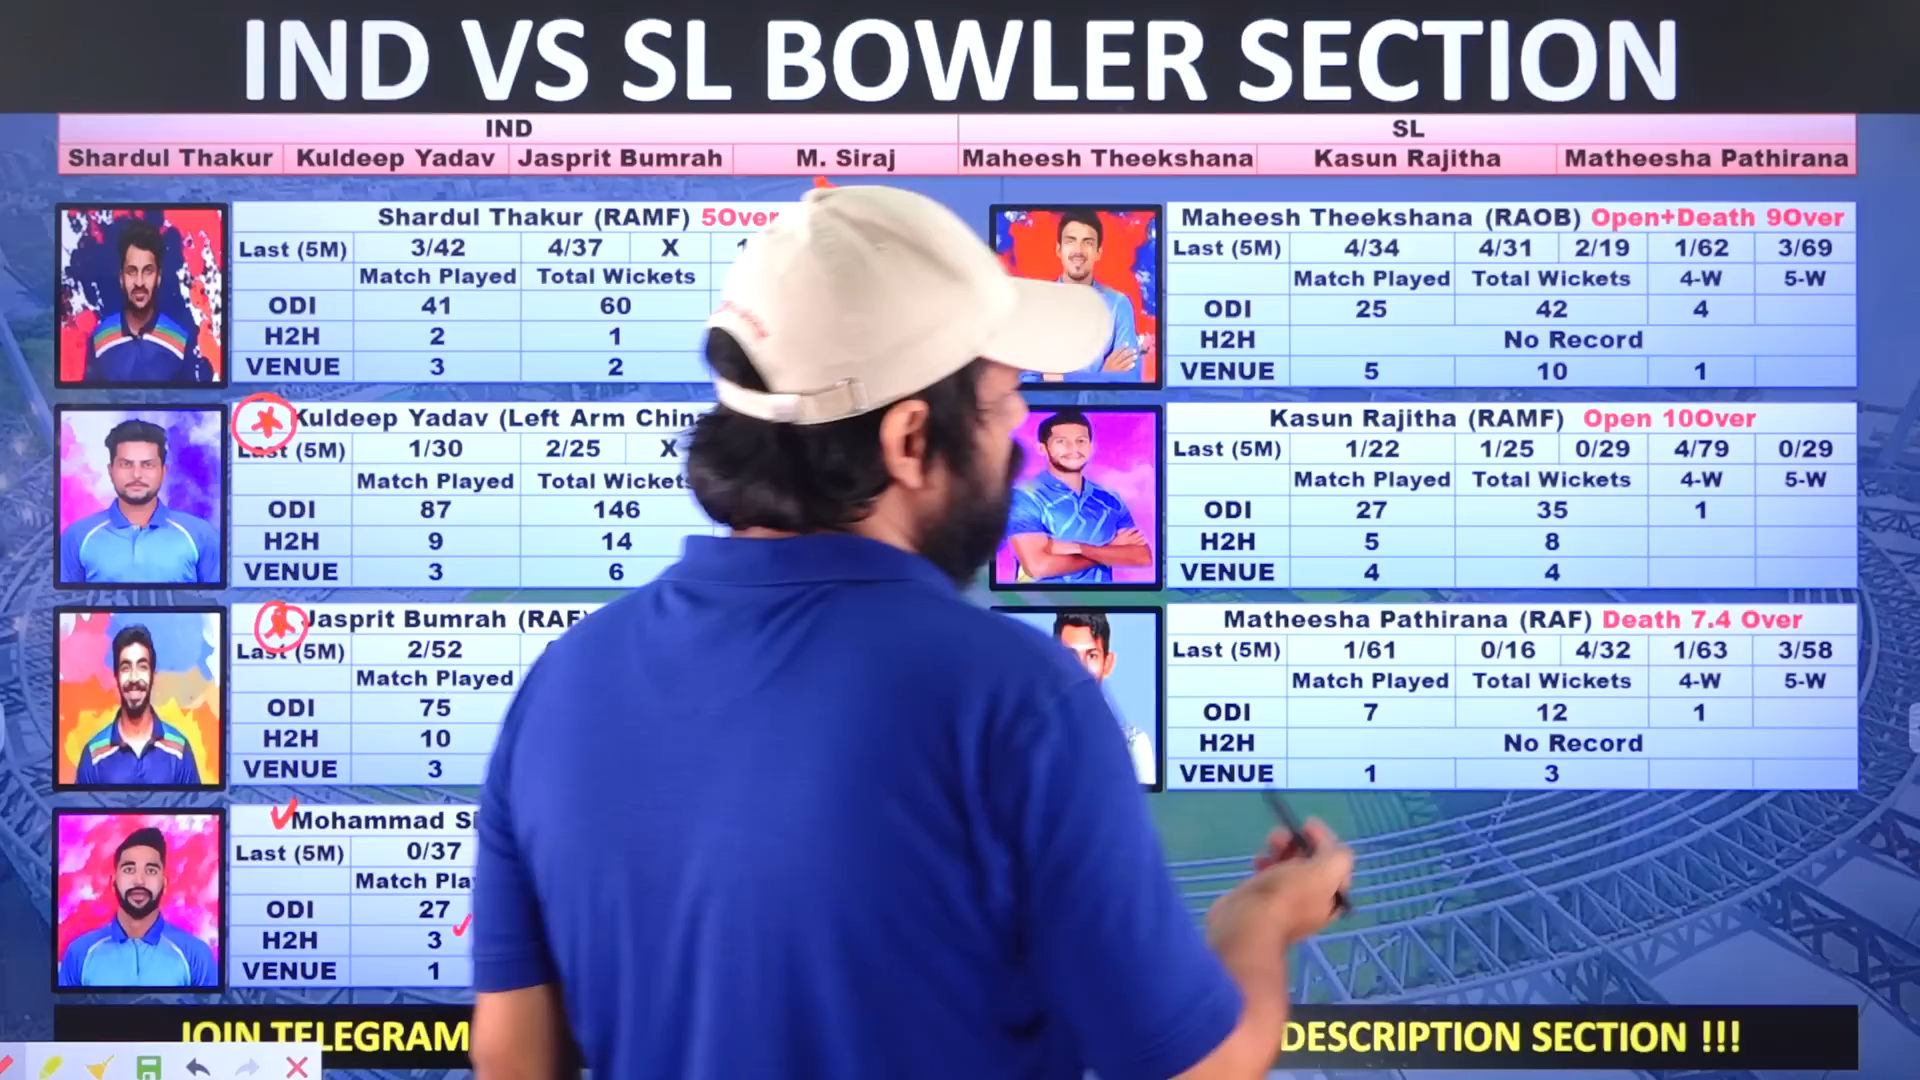 IND VS SL BOWLER SECTION
IND SL
Shardul Thakur Kuldeep Yadav Jasprit Bumrah M. Siraj Maheesh Theekshana Kasun Rajitha Matheesha Pathirana
Shardul Thakur (RAMF) 5Over
Last (5M) 3/42 4/37 X
Match Played Total Wickets
ODI 41 60
H2H 2 1
VENUE 3 2
Kuldeep Yadav (Left Arm
Last (5M) 1/30 2/25 X
Match Played Total
ODI 87 146
H2H 9 14
VENUE 3 6
Jasprit Bumrah (RAF)
Last (5M) 2/52
Match Played
ODI 75
H2H 10
VENUE 3
Mohammad
Last (5M) 0/37
Match
ODI 27
H2H 3
VENUE 1
Maheesh Theekshana (RAOB) Open+Death 9Over
Last (5M) 4/34 4/31 2/19 1/62 3/69
Match Played Total Wickets 4-W 5-W
ODI 25 42 4
H2H No Record
VENUE 5 10 1
Kasun Rajitha (RAMF) Open 10Over
Last (5M) 1/22 1/25 0/29 4/79 0/29
Match Played Total Wickets 4-W 5-W
ODI 27 35 1
H2H 5 8
VENUE 4 4
Matheesha Pathirana (RAF) Death 7.4 Over
Last (5M) 1/61 0/16 4/32 1/63 3/58
Match Played Total Wickets 4-W 5-W
ODI 7 12 1
H2H No Record
VENUE 1 3
JOIN TELEGRAM DESCRIPTION SECTION !!!